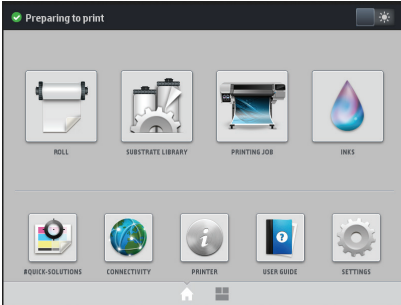 Preparing to print
ROLL
SUBSTRATE LIBRARY
PRINTING JOB
INKS
#QUICK-SOLUTIONS
CONNECTIVITY
PRINTER
USER GUIDE
SETTINGS